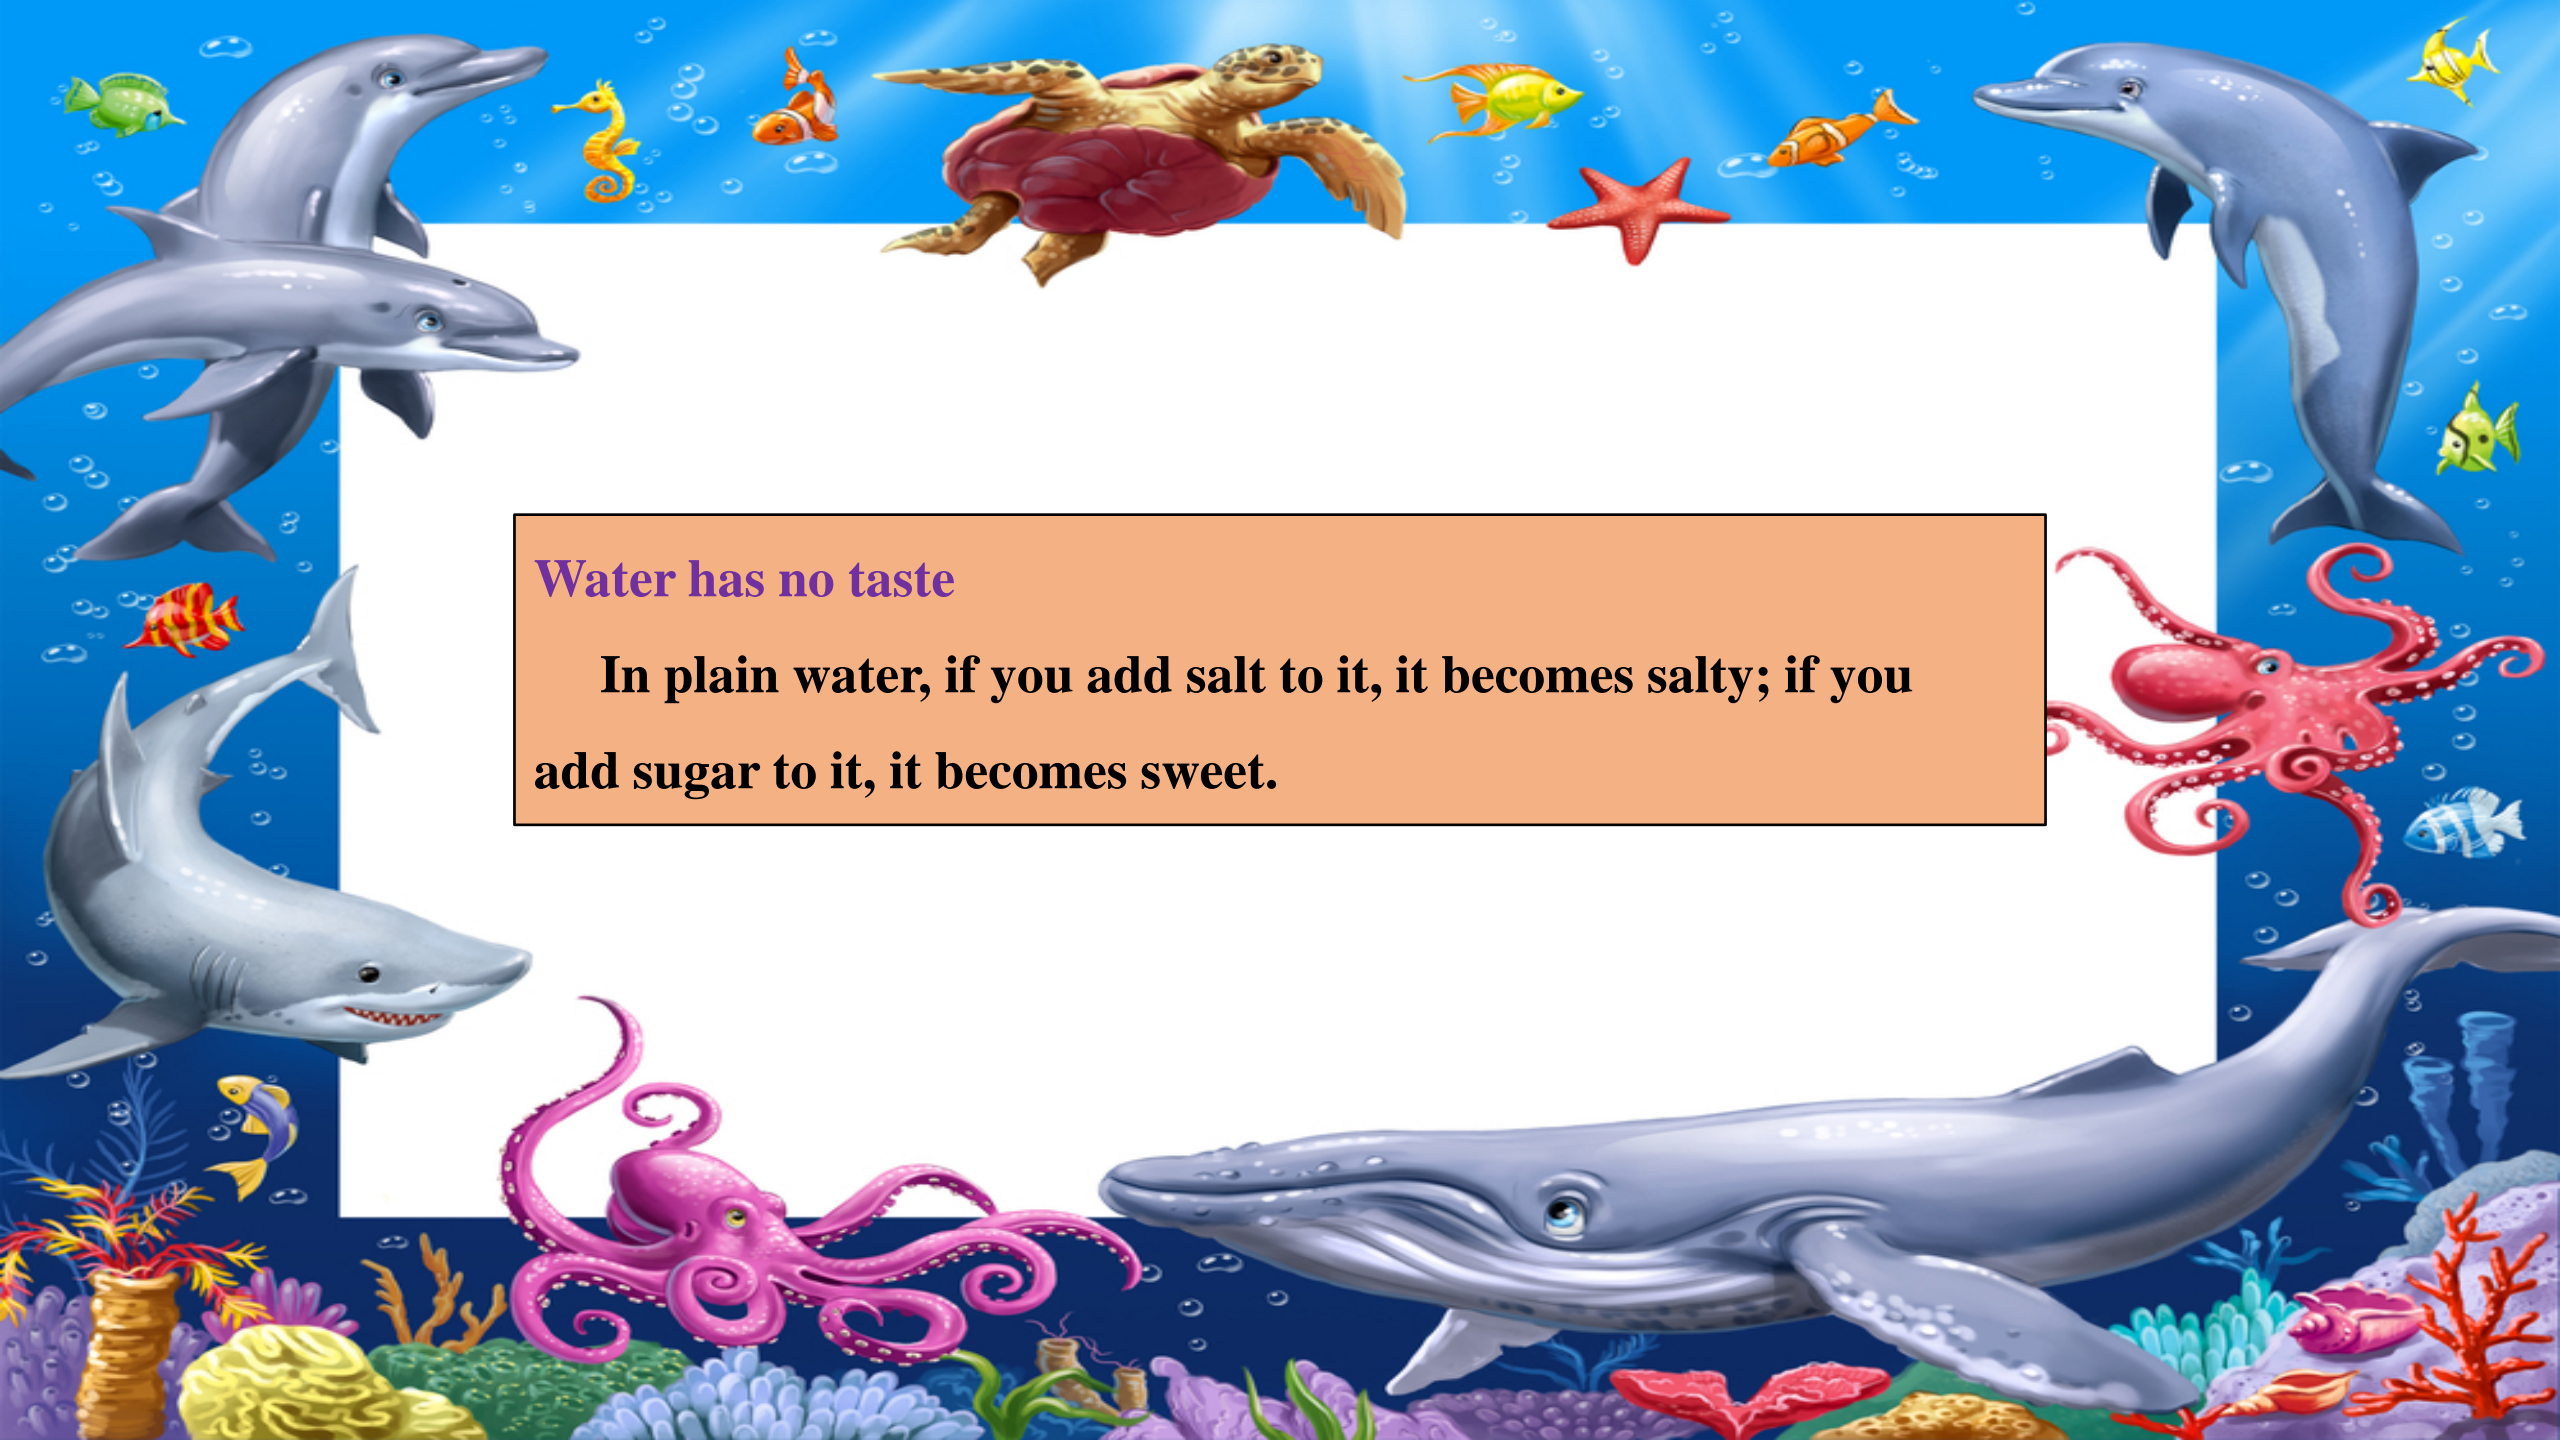 Water has no taste
In plain water, if you add salt to it, it becomes salty; if you
add sugar to it, it becomes sweet.